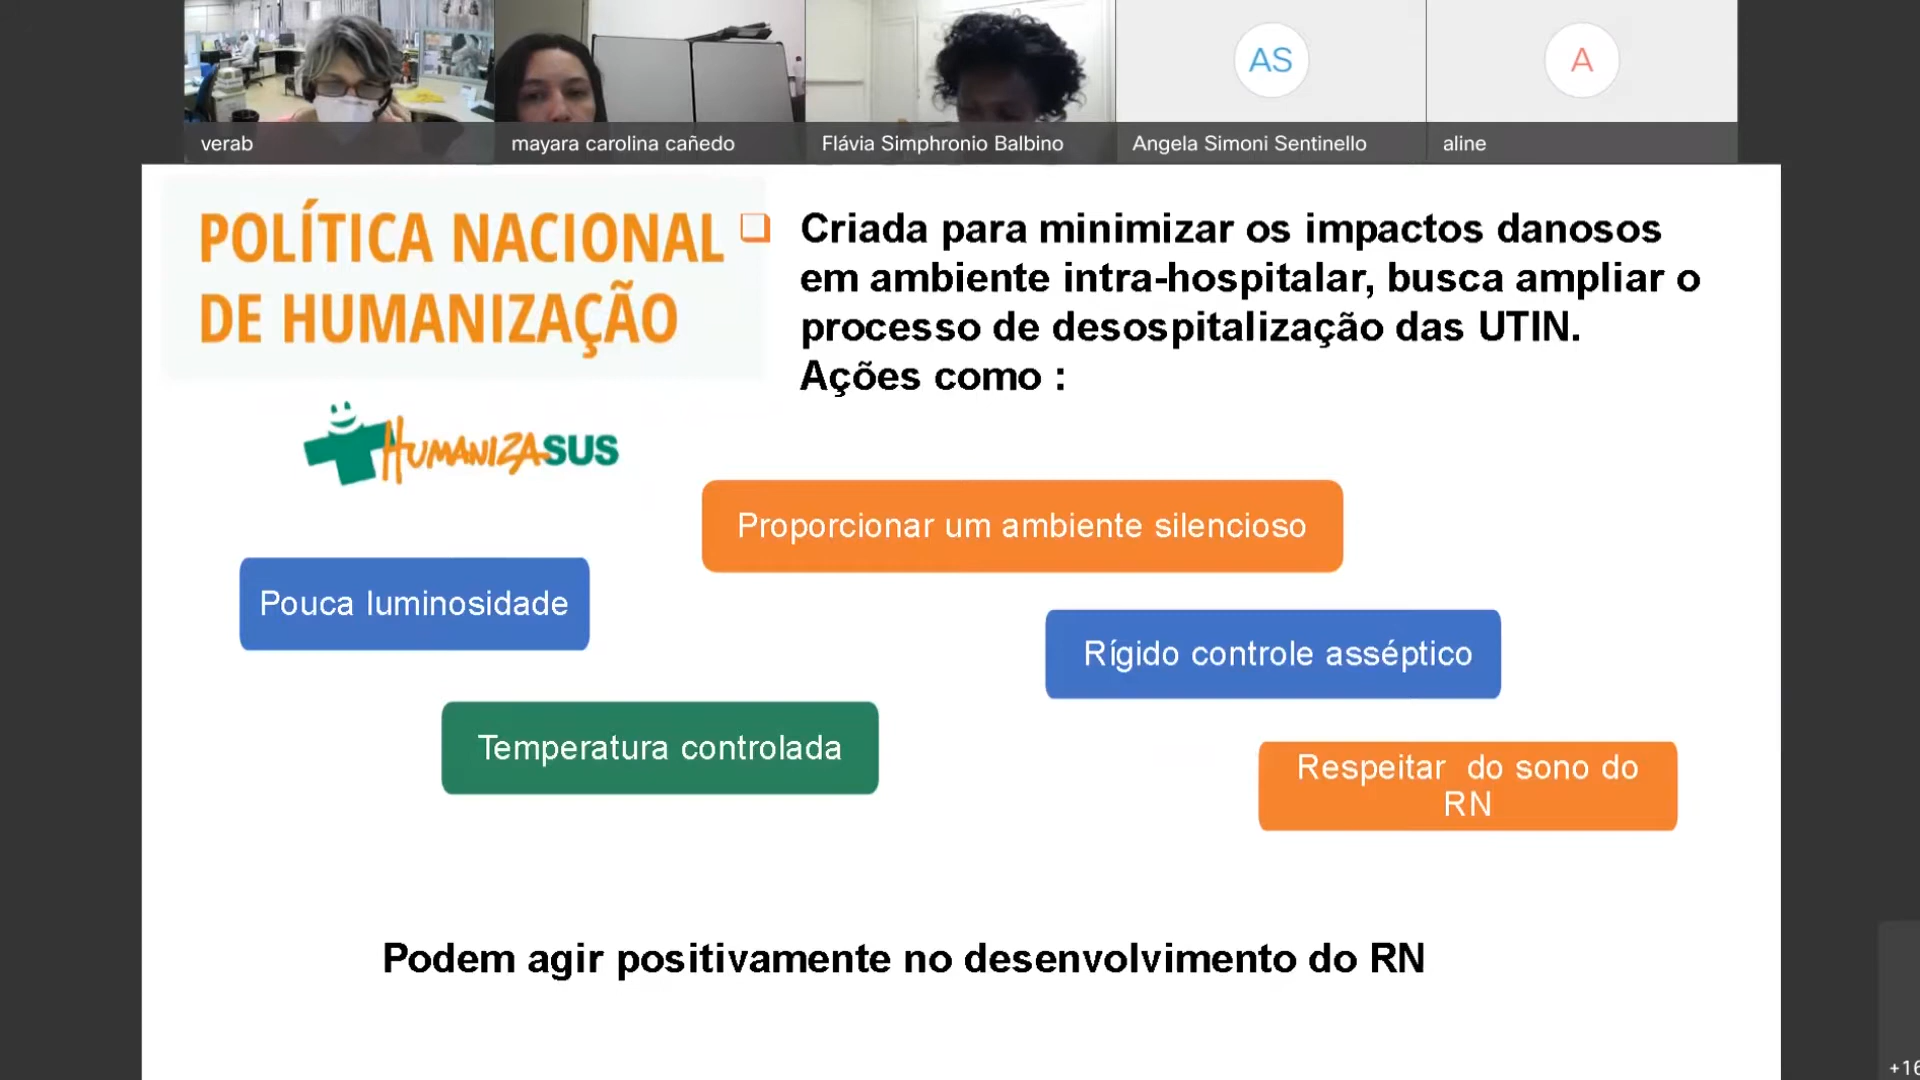 AS
A
verab
mayara carolina cañedo
Flávia Simphronio Balbino
Angela Simoni Sentinello
aline
POLÍTICA NACIONAL
DE HUMANIZAÇÃO
HUMANIZASUS
Criada para minimizar os impactos danosos
em ambiente intra-hospitalar, busca ampliar o
processo de desospitalização das UTIN.
Ações como :
Proporcionar um ambiente silencioso
Pouca luminosidade
Rígido controle asséptico
Temperatura controlada
Respeitar do sono do
RN
Podem agir positivamente no desenvolvimento do RN